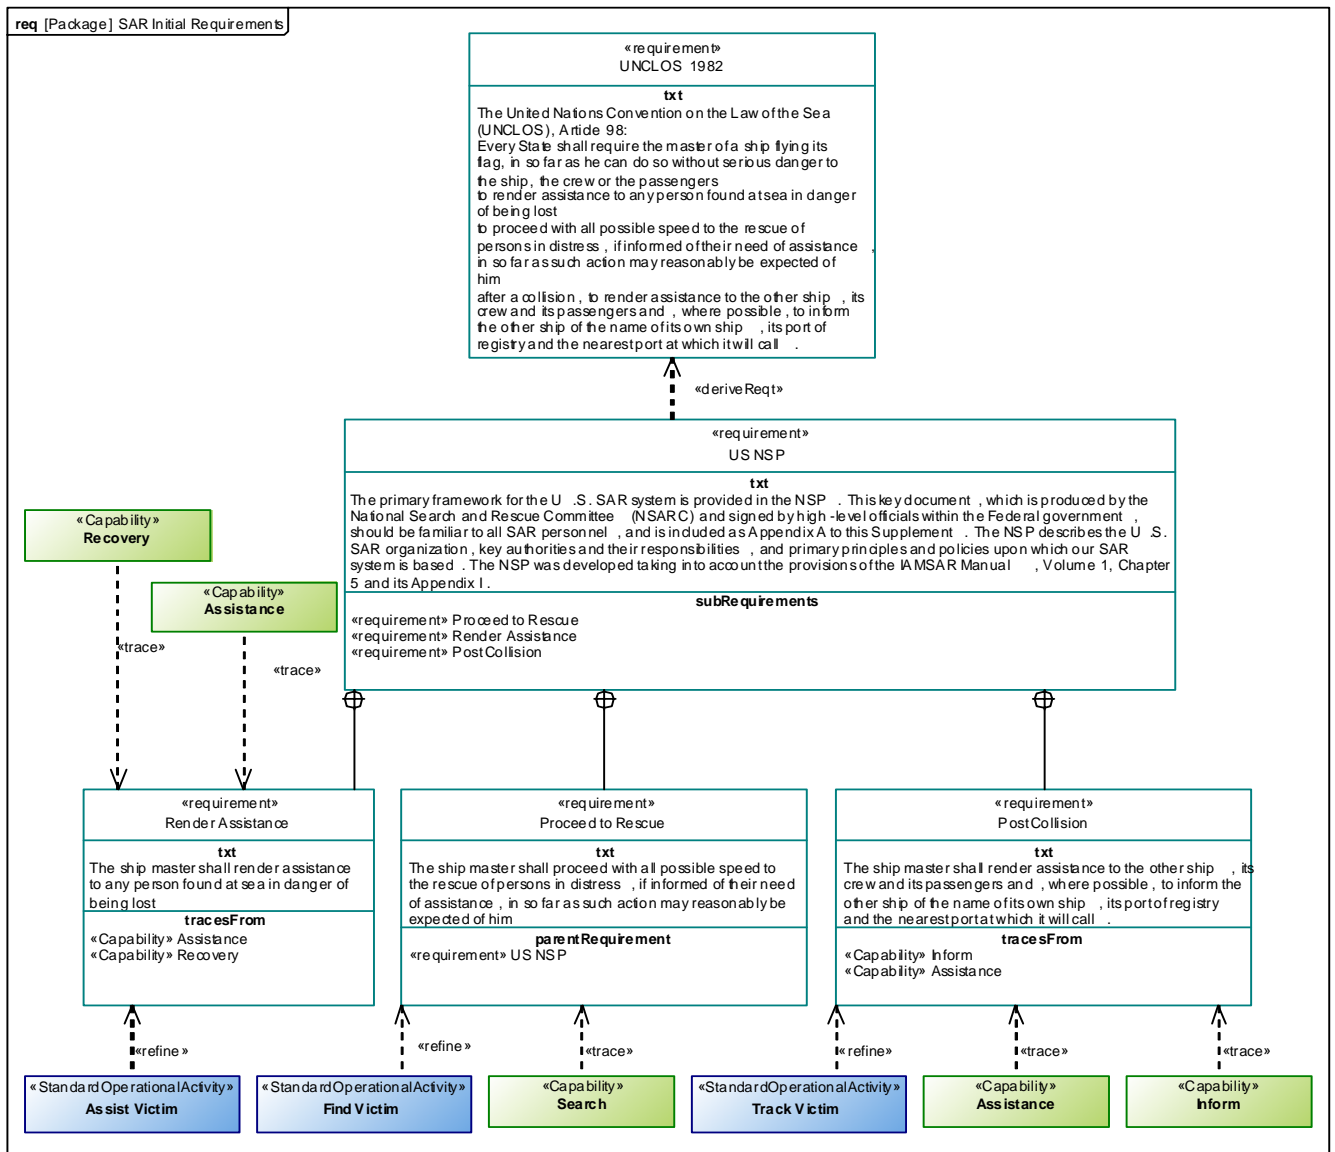 req [Package] SAR Initial Requirements
«requirement»
UNCLOS 1982
txt
The United Nations Convention on the Law of the Sea
(UNCLOS), Article 98:
Every State shall require the master of a ship flying its
flag, in so far as he can do so without serious danger to
the ship, the crew or the passengers
to render assistance to any person found at sea in danger
of being lost
to proceed with all possible speed to the rescue of
persons in distress , if informed of their need of assistance ,
in so far as such action may reasonably be expected of
him
after a collision , to render assistance to the other ship , its
crew and its passengers and , where possible , to inform
the other ship of the name of its own ship , its port of
registry and the nearest port at which it will call .
«deriveReqt»
«requirement»
US NSP
txt
The primary framework for the U .S. SAR system is provided in the NSP . This key document , which is produced by the
National Search and Rescue Committee (NSARC) and signed by high -level officials within the Federal government ,
should be familiar to all SAR personnel , and is included as Appendix A to this Supplement . The NSP describes the U .S.
SAR organization , key authorities and their responsibilities , and primary principles and policies upon which our SAR
system is based . The NSP was developed taking into account the provisions of the IAMSAR Manual , Volume 1, Chapter
5 and its Appendix I .
subRequirements
«requirement» Proceed to Rescue
«requirement» Render Assistance
«requirement» PostCollision
«Capability»
Recovery
«Capability»
Assistance
«trace»
«trace»
«requirement»
Render Assistance
txt
The ship master shall render assistance
to any person found at sea in danger of
being lost
tracesFrom
«Capability» Assistance
«Capability» Recovery
«requirement»
Proceed to Rescue
txt
The ship master shall proceed with all possible speed to
the rescue of persons in distress , if informed of their need
of assistance , in so far as such action may reasonably be
expected of him
parentRequirement
«requirement» US NSP
«requirement»
PostCollision
txt
The ship master shall render assistance to the other ship , its
crew and its passengers and , where possible , to inform the
other ship of the name of its own ship , its port of registry
and the nearest port at which it will call .
tracesFrom
«Capability» Inform
«Capability» Assistance
«refine»
«refine»
«trace»
«refine»
«trace»
«trace»
«StandardOperationalActivity»
Assist Victim
«StandardOperationalActivity»
Find Victim
«Capability»
Search
«StandardOperationalActivity»
Track Victim
«Capability»
Assistance
«Capability»
Inform